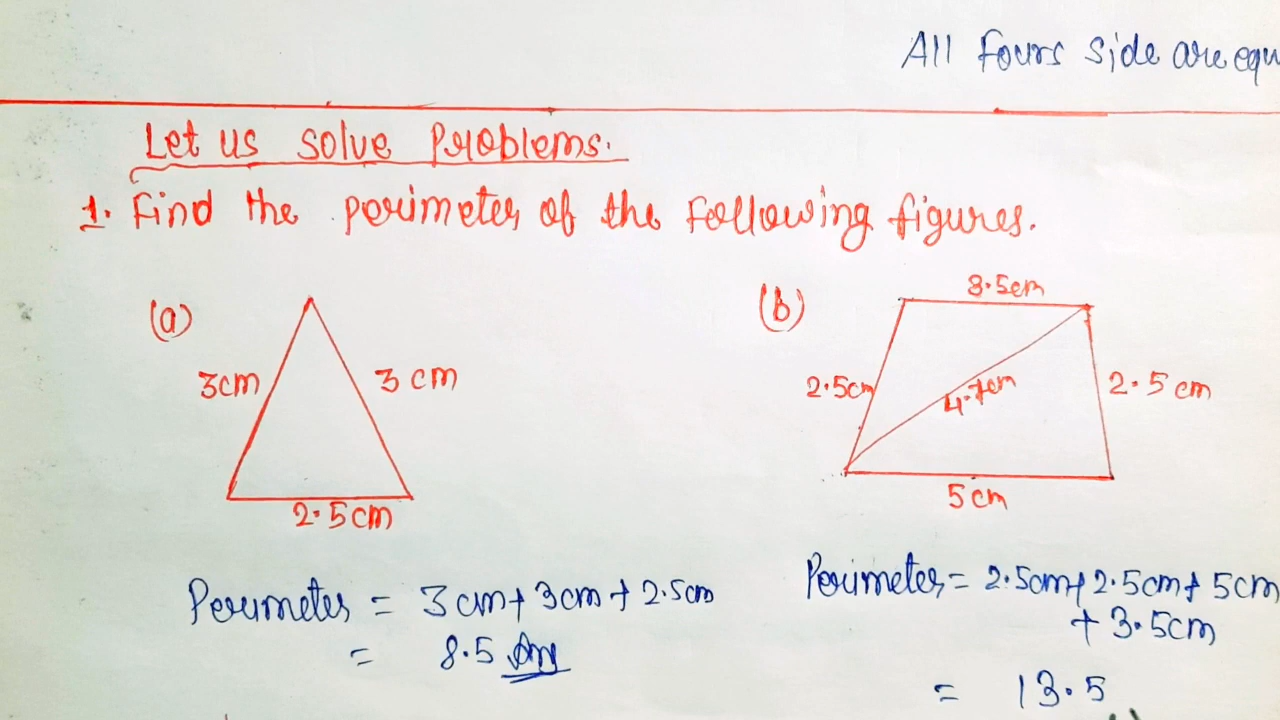 All fours side are equ
Let us solve Problems.
1. Find the perimeter of the following figures.
(a)
3cm
3 cm
2.5cm
(b)
3.5cm
2.5cm
4.7cm
2.5 cm
5 cm
Perimeter = 3cm + 3cm + 2.5cm
= 8.5 Ans
Perimeter = 2.5cm + 2.5cm + 5cm
+ 3.5cm
= 13.5